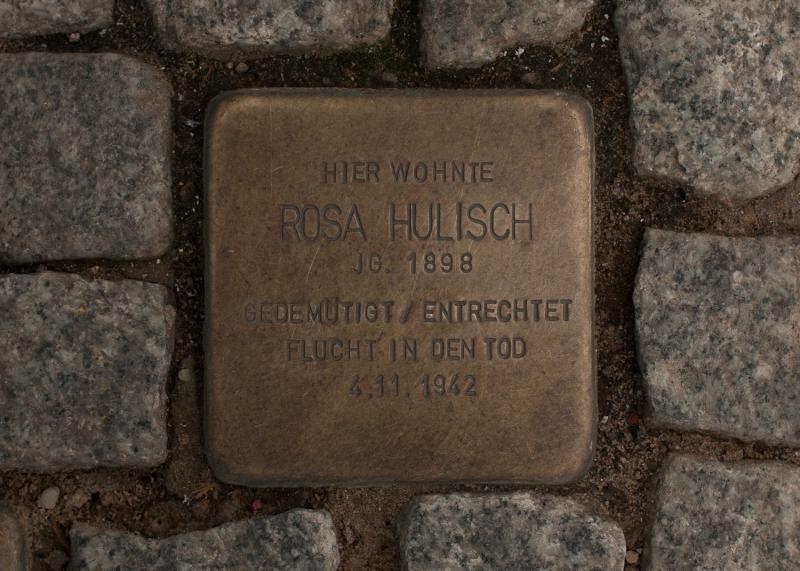 HIER WOHNTE
ROSA HULISCH
JG. 1898
GEDEMÜTIGT / ENTRECHTET
FLUCHT IN DEN TOD
4.11.1942